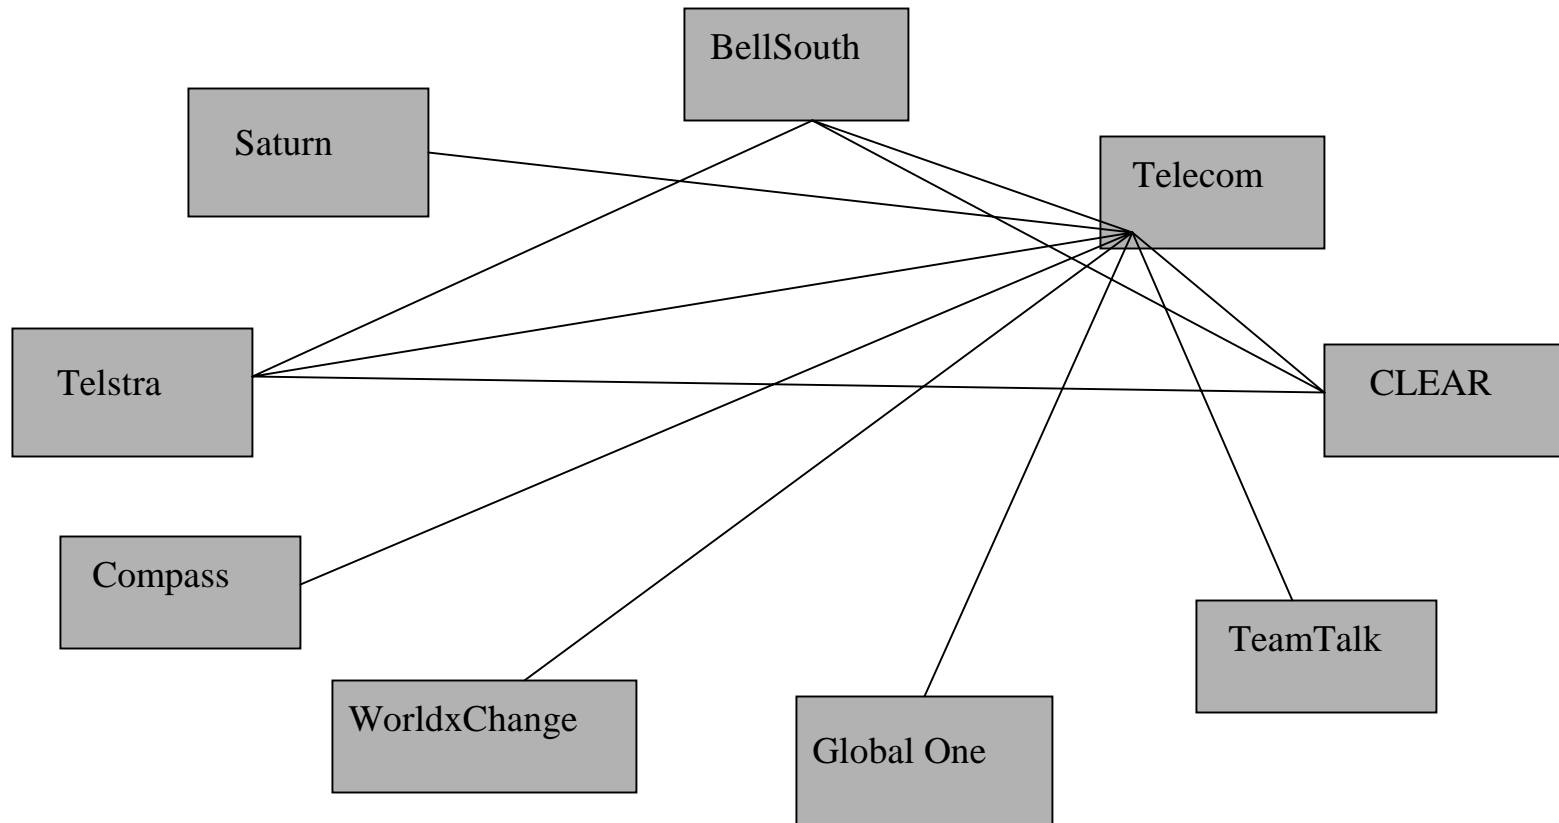 BellSouth
Saturn
Telecom
Telstra
CLEAR
Compass
TeamTalk
WorldxChange
Global One